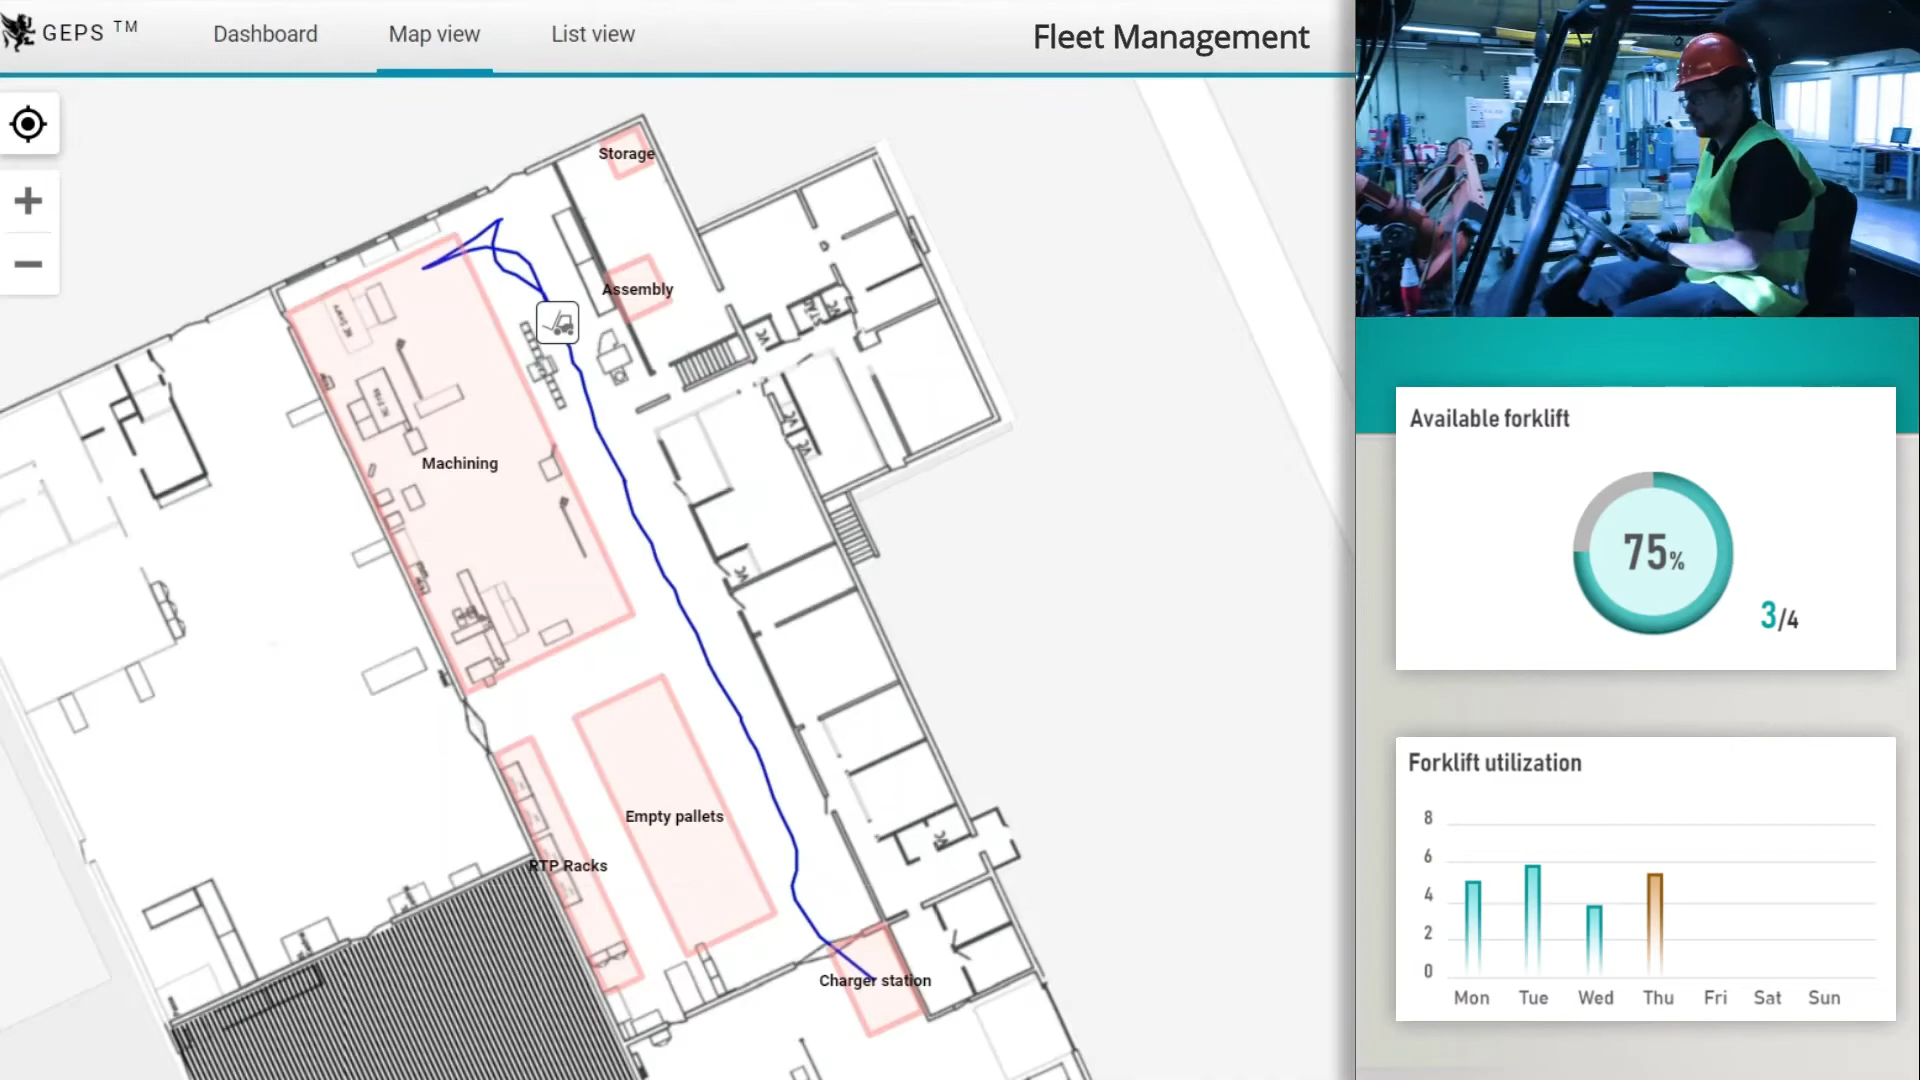 GEPS TM
Dashboard
Map view
List view
Fleet Management
Storage
Assembly
Machining
Empty pallets
RTP Racks
Charger station
Available forklift
75%
3/4
Forklift utilization
8
6
4
2
0
Mon Tue Wed Thu Fri Sat Sun